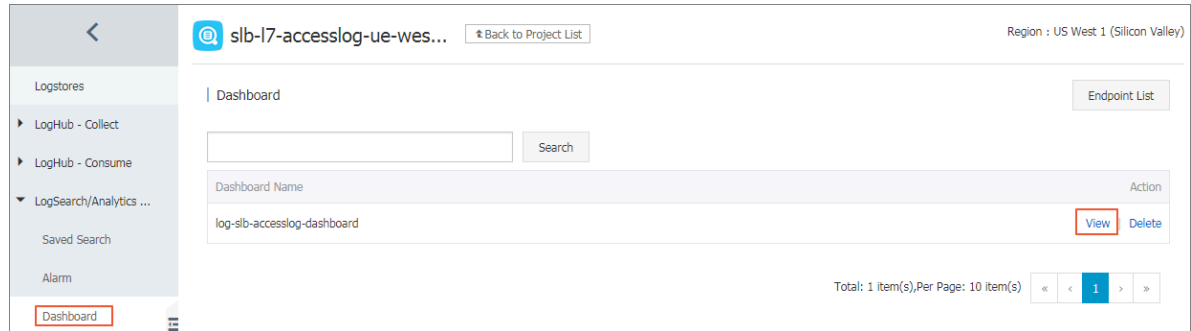 slb-l7-accesslog-ue-wes...
Back to Project List
Region : US West 1 (Silicon Valley)
Logstores
LogHub - Collect
LogHub - Consume
LogSearch/Analytics ...
Saved Search
Alarm
Dashboard
Dashboard
Endpoint List
Search
Dashboard Name
Action
log-slb-accesslog-dashboard
View
Delete
Total: 1 item(s),Per Page: 10 item(s)
« < 1 > »